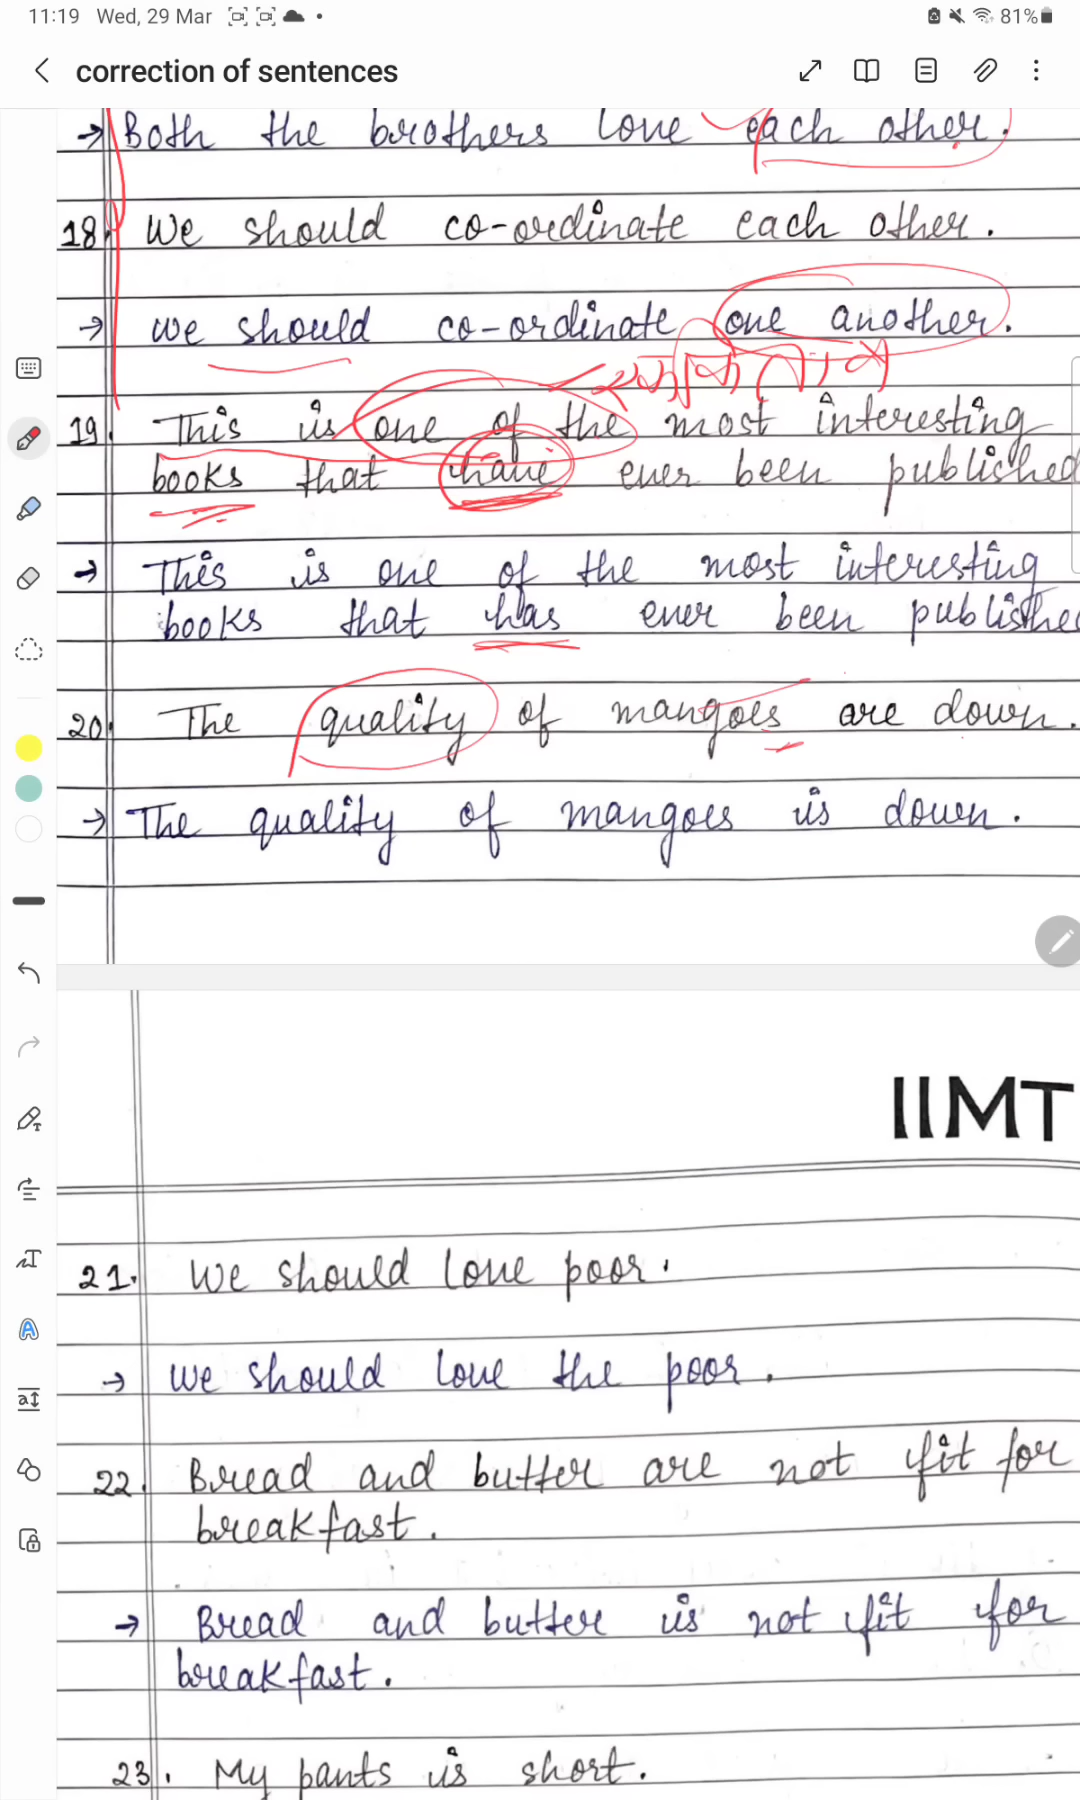 11:19 Wed, 29 Mar 81%
correction of sentences
→ Both the brothers love each other.
18. We should co-ordinate each other.
→ we should co-ordinate one another.
19. This is one of the most interesting
books that have ever been published
→ This is one of the most interesting
books that has ever been publishe
20. The quality of mangoes are down.
→ The quality of mangoes is down.
IIMT
21. We should love poor.
→ we should love the poor.
22. Bread and butter are not fit for
breakfast.
→ Bread and butter is not fit for
breakfast.
23. My pants is short.